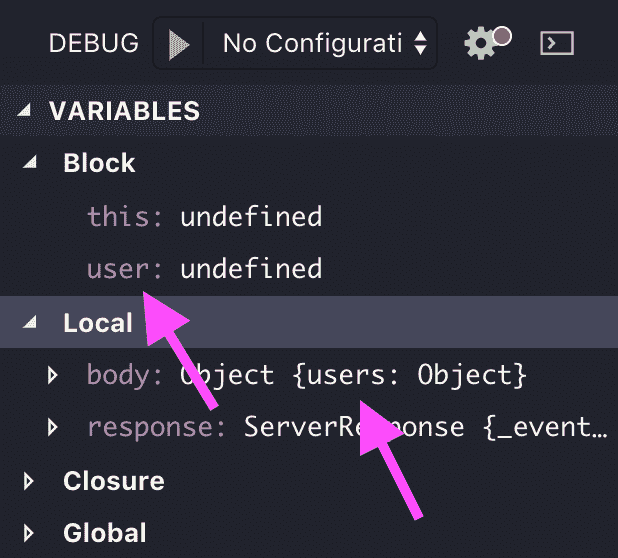 DEBUG No Configurati
VARIABLES
Block
this: undefined
user: undefined
Local
body: Object {users: Object}
response: ServerResponse {_event…
Closure
Global